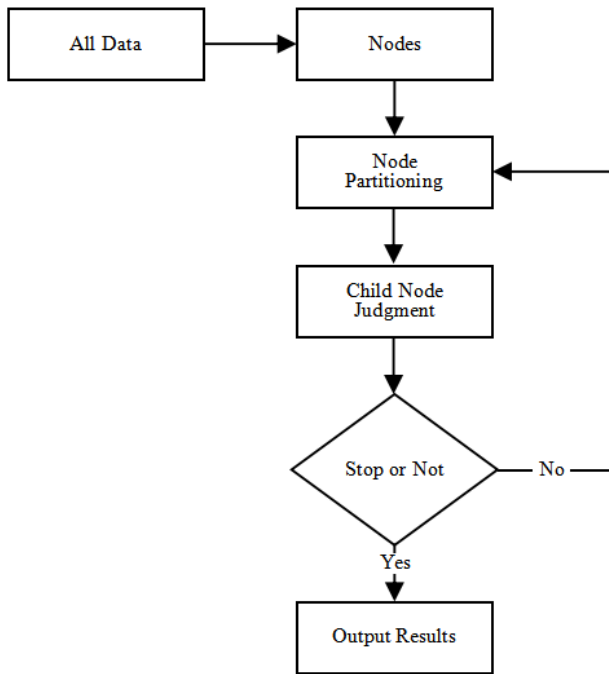 All Data
Nodes
Node
Partitioning
Child Node
Judgment
Stop or Not
No
Yes
Output Results